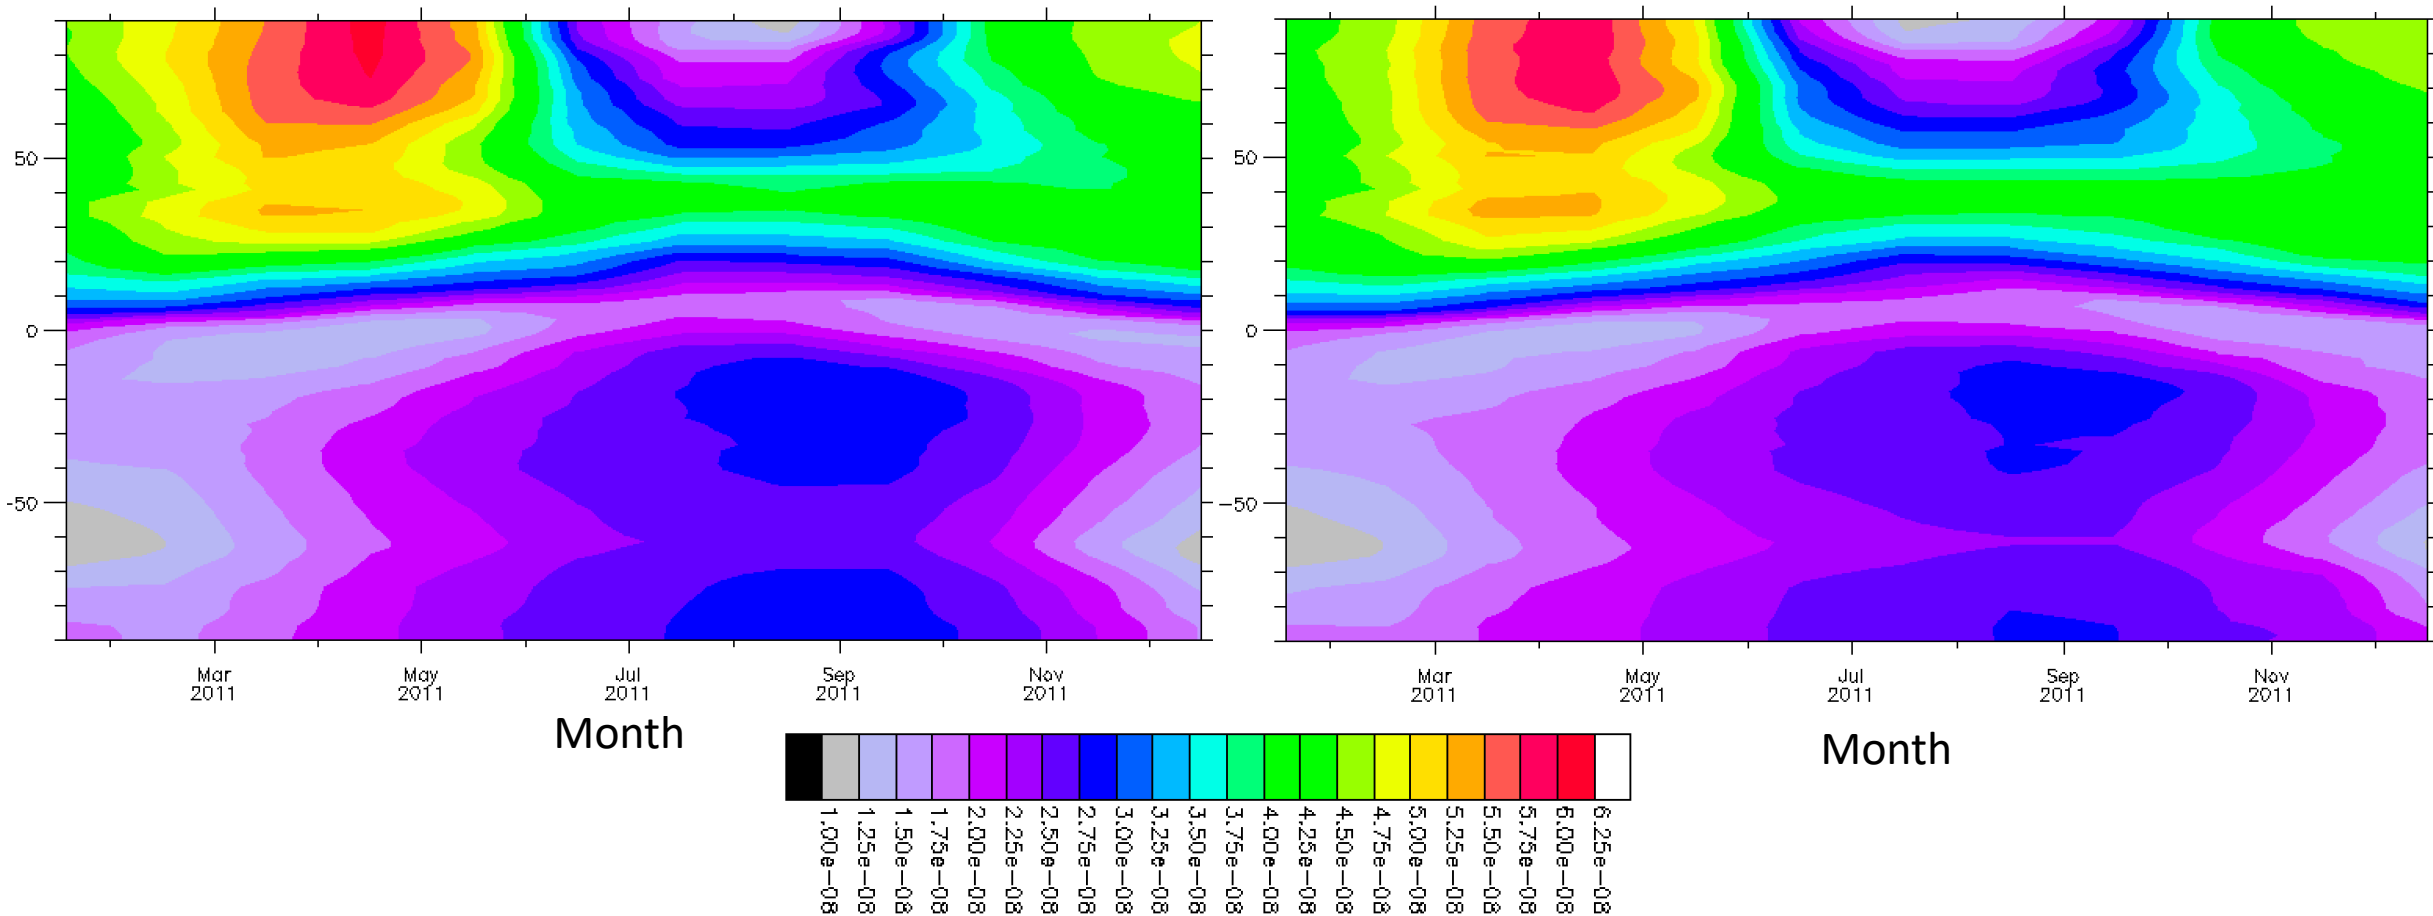 50
0
-50
Mar 2011
May 2011
Jul 2011
Sep 2011
Nov 2011
Month
50
0
-50
Mar 2011
May 2011
Jul 2011
Sep 2011
Nov 2011
Month
1.00e-08
1.25e-08
1.50e-08
1.75e-08
2.00e-08
2.25e-08
2.50e-08
2.75e-08
3.00e-08
3.25e-08
3.50e-08
3.75e-08
4.00e-08
4.25e-08
4.50e-08
4.75e-08
5.00e-08
5.25e-08
5.50e-08
5.75e-08
6.00e-08
6.25e-08